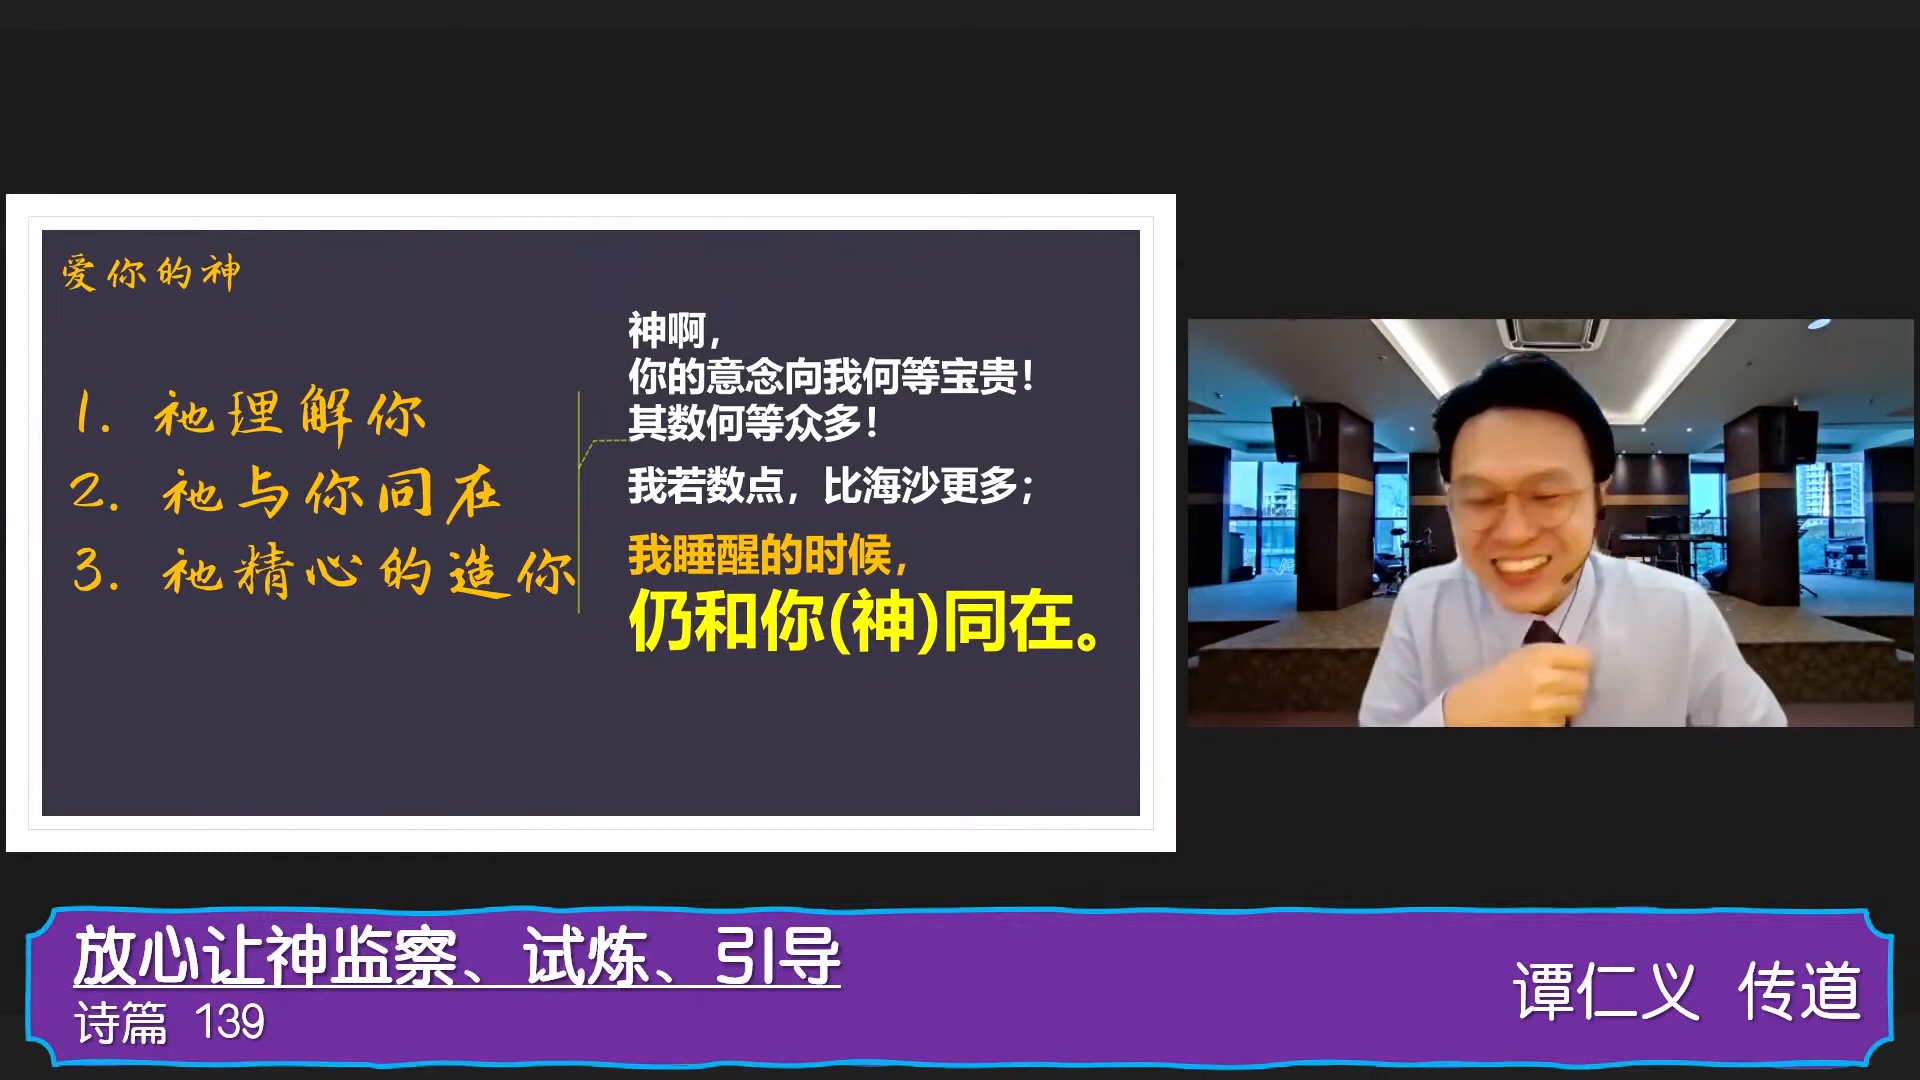 爱你的神
1. 祂理解你
2. 祂与你同在
3. 祂精心的造你
神啊，
你的意念向我何等宝贵！
其数何等众多！
我若数点，比海沙更多；
我睡醒的时候，
仍和你(神)同在。
放心让神监察、试炼、引导
诗篇 139
谭仁义 传道